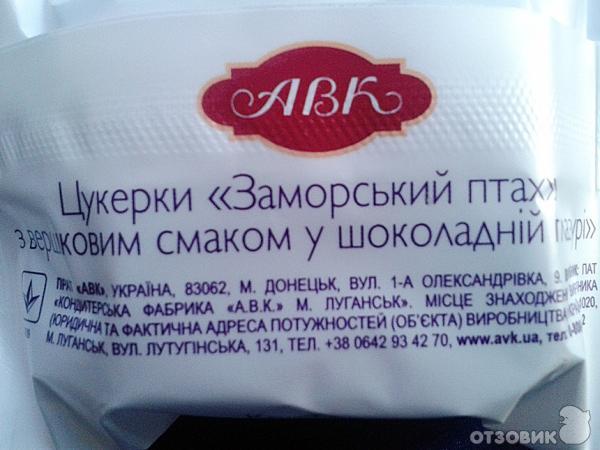 АВК
Цукерки «Заморський птах»
з вершковим смаком у шоколадній глазурі»
ПРАТ «АВК», УКРАЇНА, 83062, М. ДОНЕЦЬК, ВУЛ. 1-А ОЛЕКСАНДРІВКА, 9. ПАТ
"КОНДИТЕРСЬКА ФАБРИКА «А.В.К.» М. ЛУГАНСЬК". МІСЦЕ ЗНАХОДЖЕННЯ
(ЮРИДИЧНА ТА ФАКТИЧНА АДРЕСА ПОТУЖНОСТЕЙ (ОБ'ЄКТА) ВИРОБНИЦТВА)
М. ЛУГАНСЬК, ВУЛ. ЛУТУГІНСЬКА, 131, ТЕЛ. +38 0642 93 42 70, www.avk.ua, тел.
ОТЗОВИК